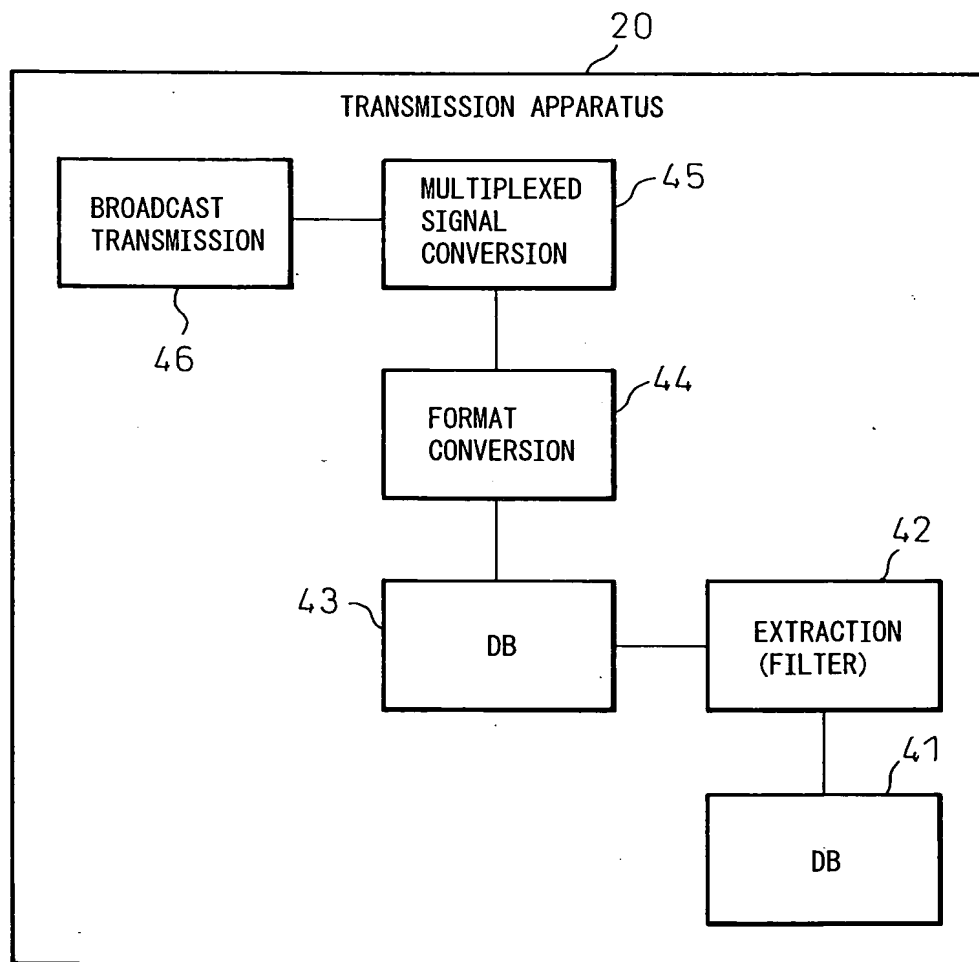 20
TRANSMISSION APPARATUS
BROADCAST
TRANSMISSION
46
MULTIPLEXED
SIGNAL
CONVERSION
45
FORMAT
CONVERSION
44
43
DB
EXTRACTION
(FILTER)
42
41
DB